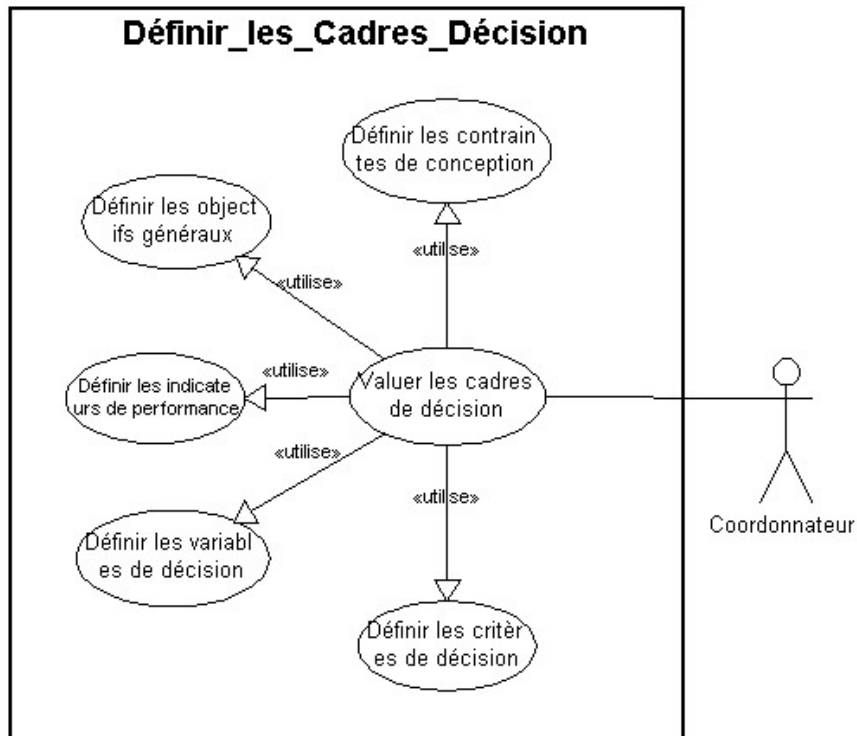 Définir_les_Cadres_Décision
Définir les contrain
tes de conception
Définir les object
ifs généraux
«utilise»
«utilise»
Définir les indicate
urs de performance
«utilise»
Valuer les cadres
de décision
«utilise»
«utilise»
Définir les variabl
es de décision
Définir les critèr
es de décision
Coordonnateur